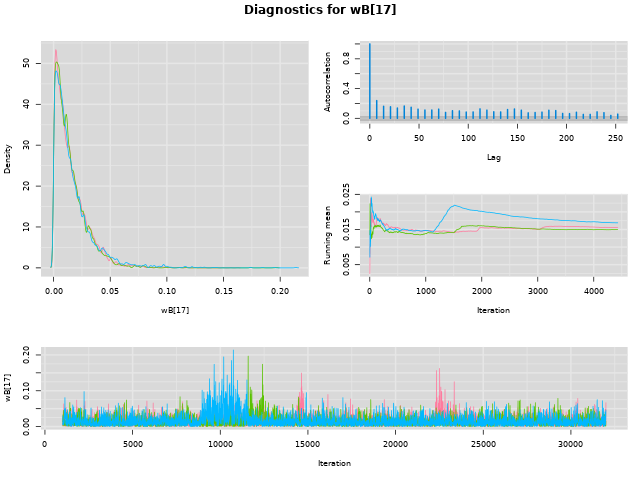 Diagnostics for wB[17]
Density
0 10 20 30 40 50
0.00 0.05 0.10 0.15 0.20
wB[17]
Autocorrelation
0.0 0.4 0.8
0 50 100 150 200 250
Lag
Running mean
0.005 0.015 0.025
0 1000 2000 3000 4000
Iteration
wB[17]
0.00 0.10 0.20
0 5000 10000 15000 20000 25000 30000
Iteration